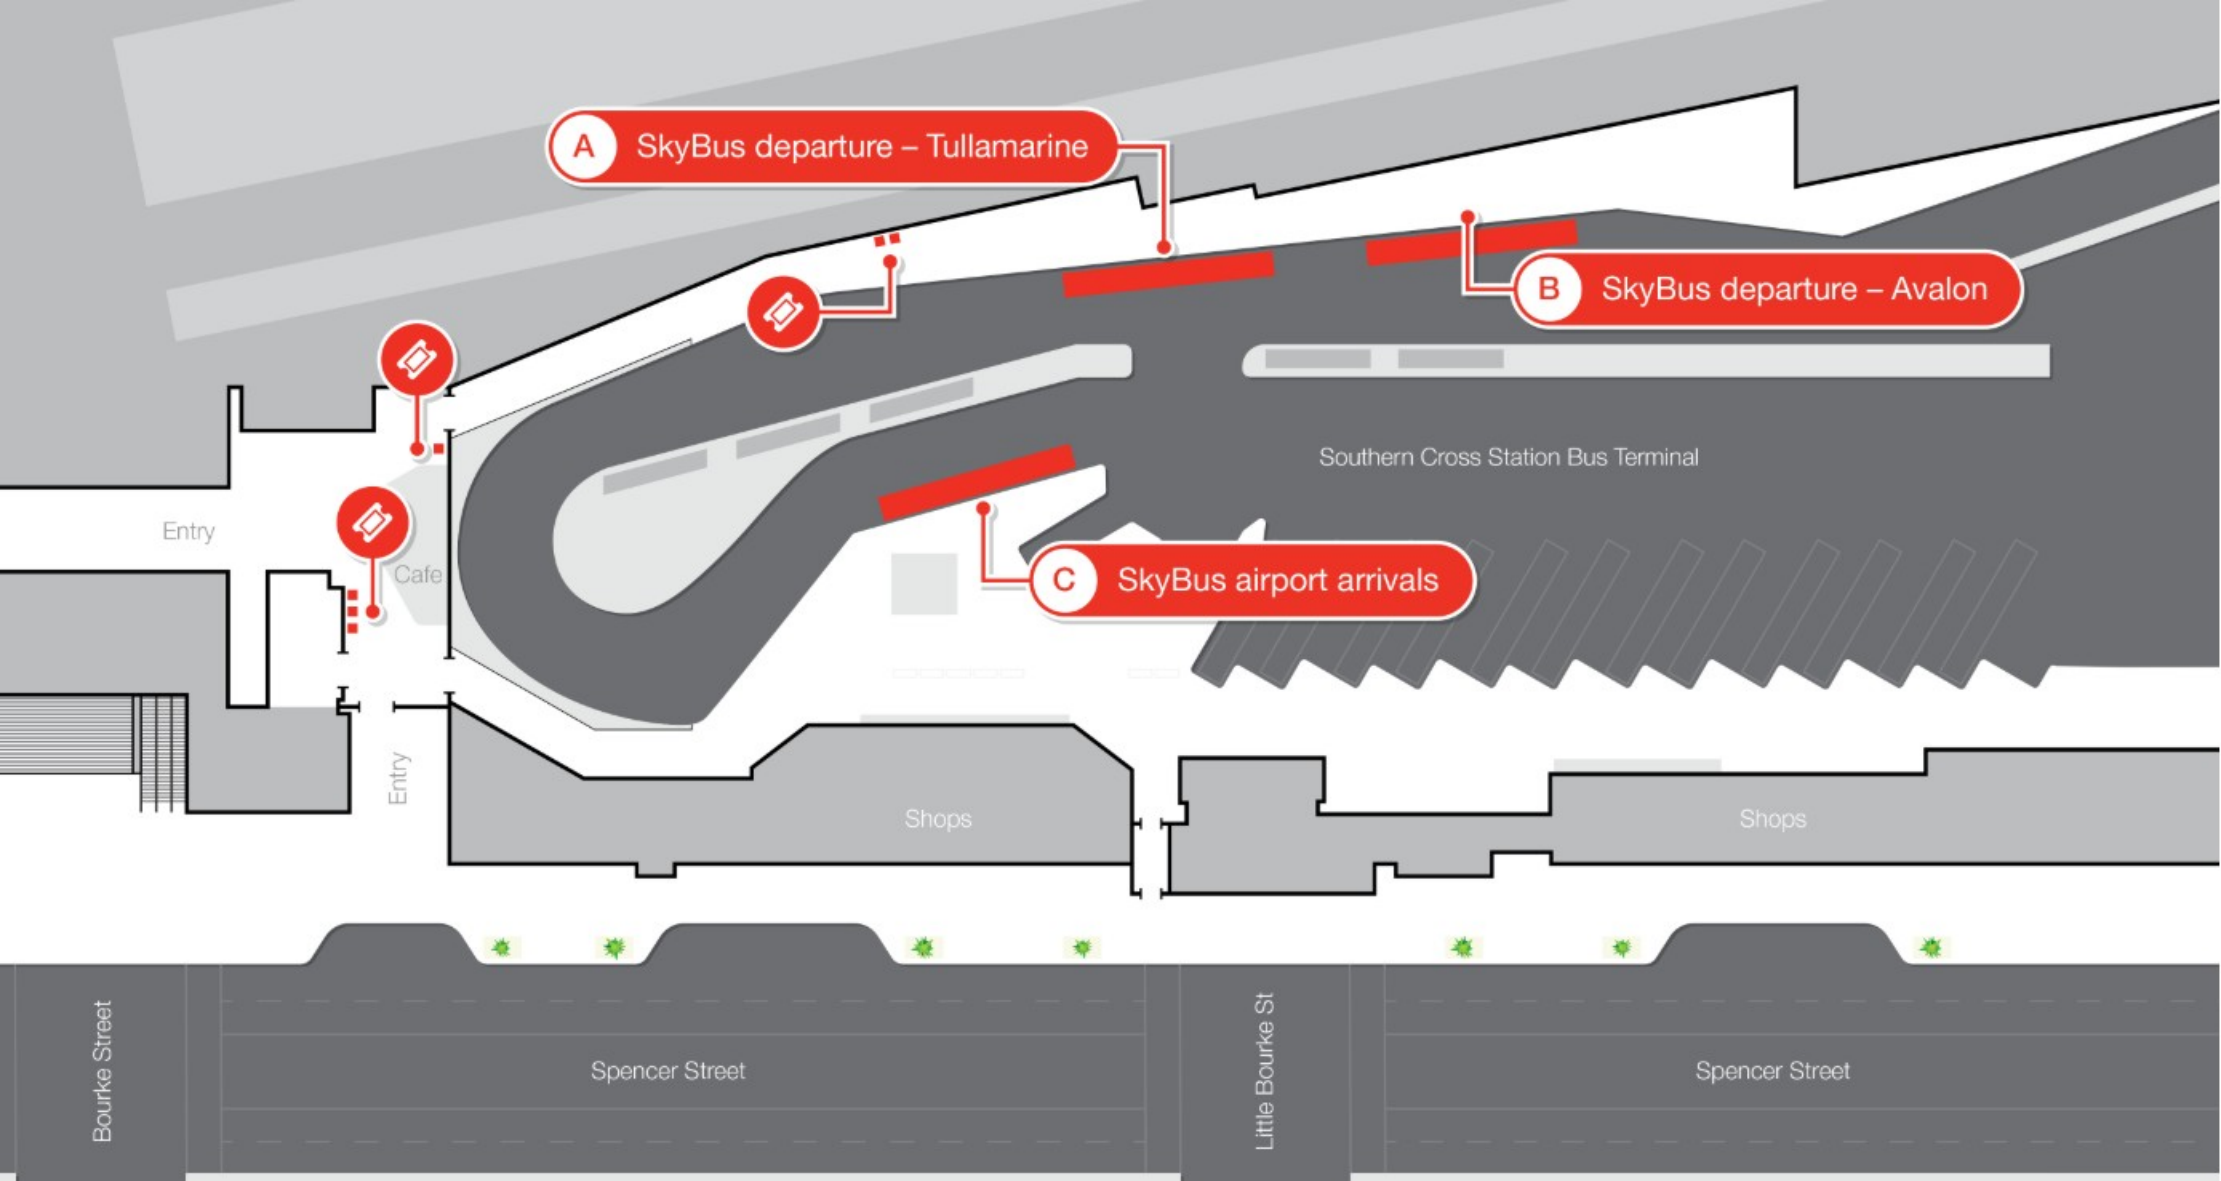 A SkyBus departure – Tullamarine
B SkyBus departure – Avalon
Southern Cross Station Bus Terminal
Entry
Cafe
C SkyBus airport arrivals
Entry
Shops
Shops
Bourke Street
Spencer Street
Little Bourke St
Spencer Street